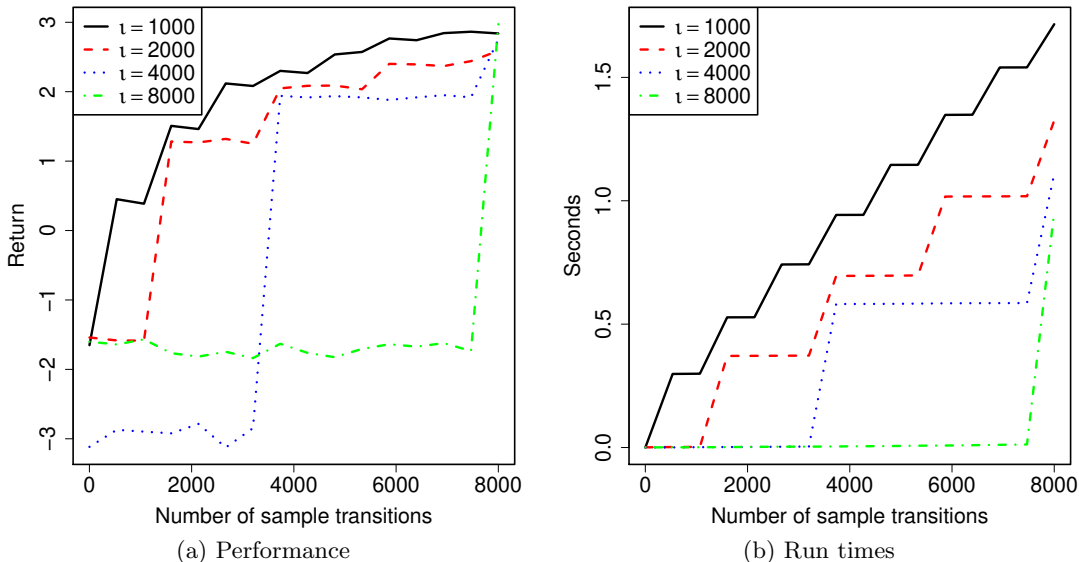 ι = 1000
ι = 2000
ι = 4000
ι = 8000
3
2
1
0
−1
−2
−3
Return
0 2000 4000 6000 8000
Number of sample transitions
(a) Performance
ι = 1000
ι = 2000
ι = 4000
ι = 8000
1.5
1.0
0.5
0.0
Seconds
0 2000 4000 6000 8000
Number of sample transitions
(b) Run times